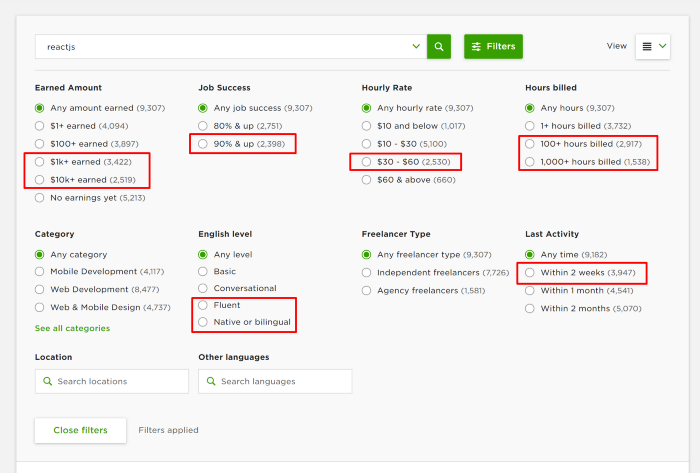 reactjs
Filters
View
Earned Amount
Any amount earned (9,307)
$1+ earned (4,094)
$100+ earned (3,897)
$1k+ earned (3,422)
$10k+ earned (2,519)
No earnings yet (5,213)
Job Success
Any job success (9,307)
80% & up (2,751)
90% & up (2,398)
Hourly Rate
Any hourly rate (9,307)
$10 and below (1,017)
$10 - $30 (5,100)
$30 - $60 (2,530)
$60 & above (660)
Hours billed
Any hours (9,307)
1+ hours billed (3,732)
100+ hours billed (2,917)
1,000+ hours billed (1,538)
Category
Any category
Mobile Development (4,117)
Web Development (8,477)
Web & Mobile Design (4,737)
See all categories
English level
Any level
Basic
Conversational
Fluent
Native or bilingual
Freelancer Type
Any freelancer type (9,307)
Independent freelancers (7,726)
Agency freelancers (1,581)
Last Activity
Any time (9,182)
Within 2 weeks (3,947)
Within 1 month (4,541)
Within 2 months (5,070)
Location
Search locations
Other languages
Search languages
Close filters
Filters applied